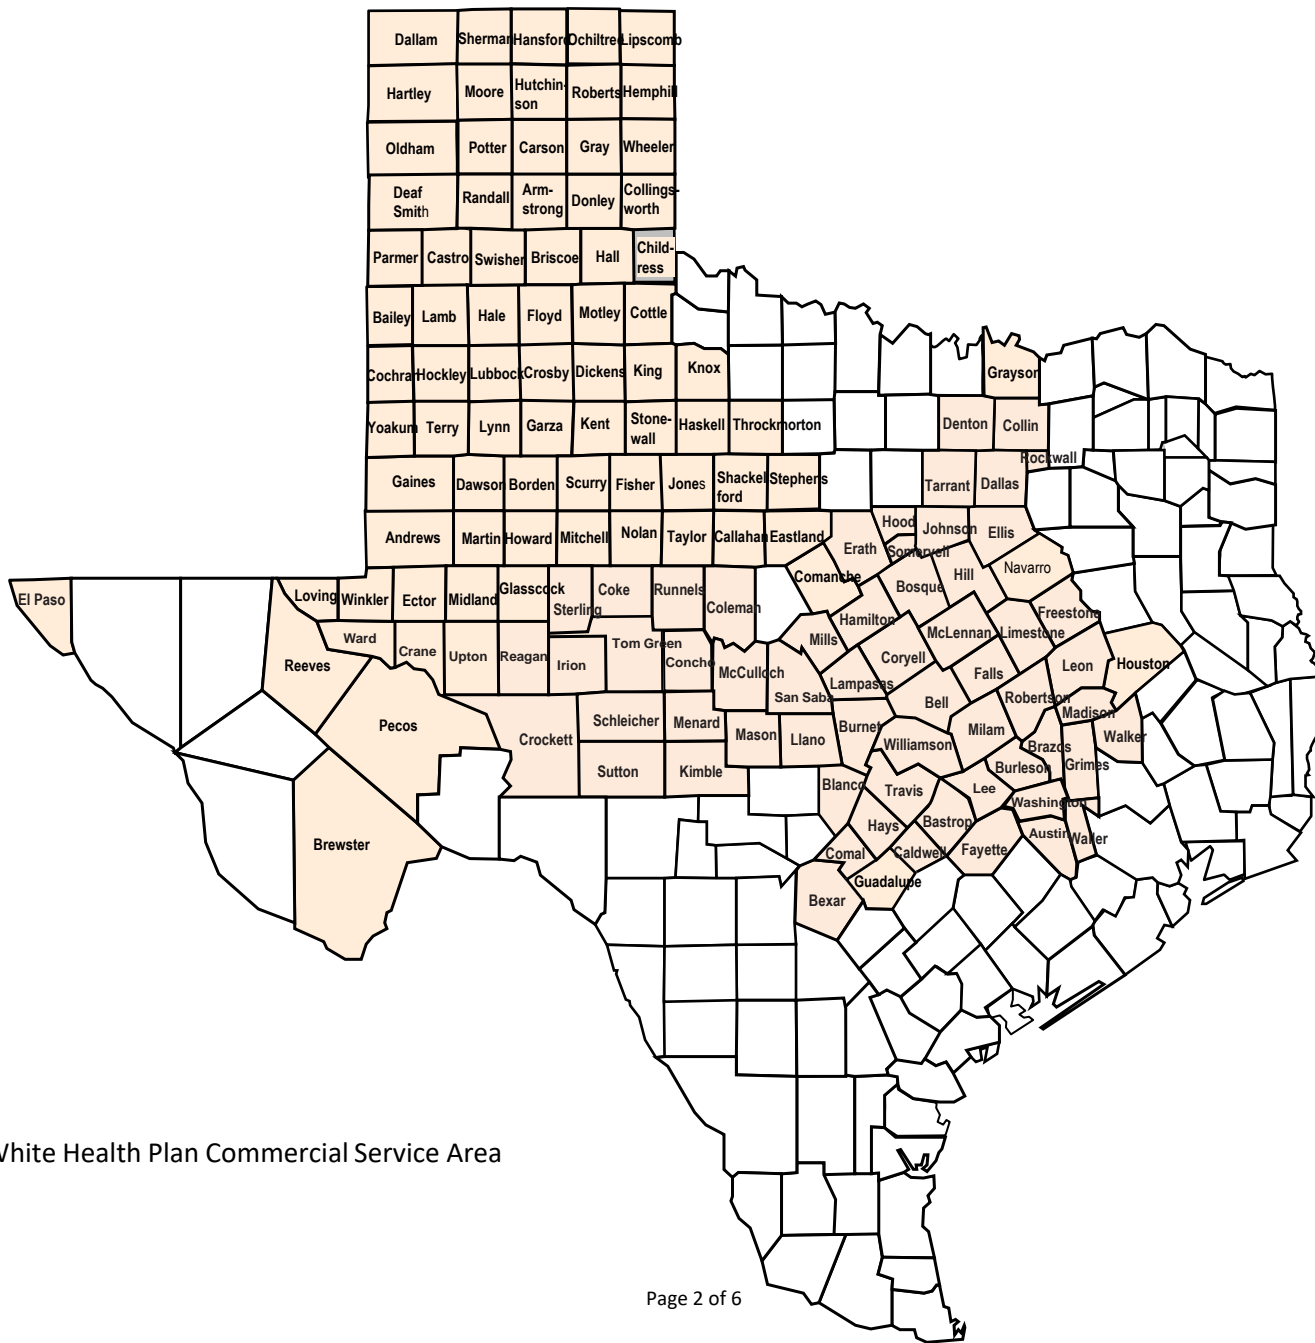 Dallam Sherman Hansford Ochiltree Lipscomb
Hartley Moore Hutchin- Roberts Hemphill
son
Oldham Potter Carson Gray Wheeler
Deaf Randall Arm- Donley Collings-
Smith strong worth
Parmer Castro Swisher Briscoe Hall Child-
ress
Bailey Lamb Hale Floyd Motley Cottle
Cochran Hockley Lubbock Crosby Dickens King Knox Grayson
Yoakum Terry Lynn Garza Kent Stone- Haskell Throckmorton Denton Collin
wall
Rockwall
Gaines Dawson Borden Scurry Fisher Jones Shackel Stephens Tarrant Dallas
ford
Andrews Martin Howard Mitchell Nolan Taylor Callahan Eastland Erath Hood Johnson Ellis
Somervell
El Paso Loving Winkler Ector Midland Glasscock Sterling Coke Runnels Coleman Comanche Bosque Hill Navarro
Ward Crane Upton Reagan Irion Tom Green Concho McCulloch Mills Hamilton McLennan Limestone Freestone
Reeves San Saba Lampasas Coryell Falls Leon Houston
Pecos Crockett Schleicher Menard Mason Llano Burnet Bell Milam Robertson Madison
Williamson Brazos Walker
Sutton Kimble Blanco Travis Lee Burleson Grimes
Washington
Hays Bastrop Austin Waller
Brewster Comal Caldwell Fayette
Guadalupe
Bexar
White Health Plan Commercial Service Area
Page 2 of 6